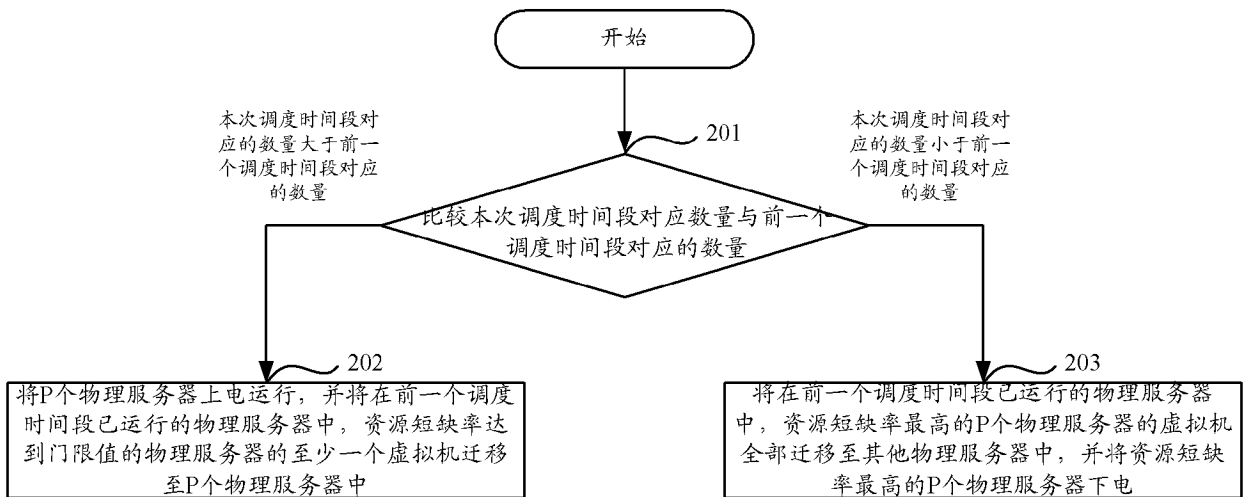 开始
本次调度时间段对
应的数量大于前一
个调度时间段对应
的数量
201
本次调度时间段对
应的数量小于前一
个调度时间段对应
的数量
比较本次调度时间段对应数量与前一个
调度时间段对应的数量
202
将P个物理服务器上电运行，并将在前一个调度
时间段已运行的物理服务器中，资源短缺率达
到门限值的物理服务器的至少一个虚拟机迁移
至P个物理服务器中
203
将在前一个调度时间段已运行的物理服务器
中，资源短缺率最高的P个物理服务器的虚拟机
全部迁移至其他物理服务器中，并将资源短缺
率最高的P个物理服务器下电